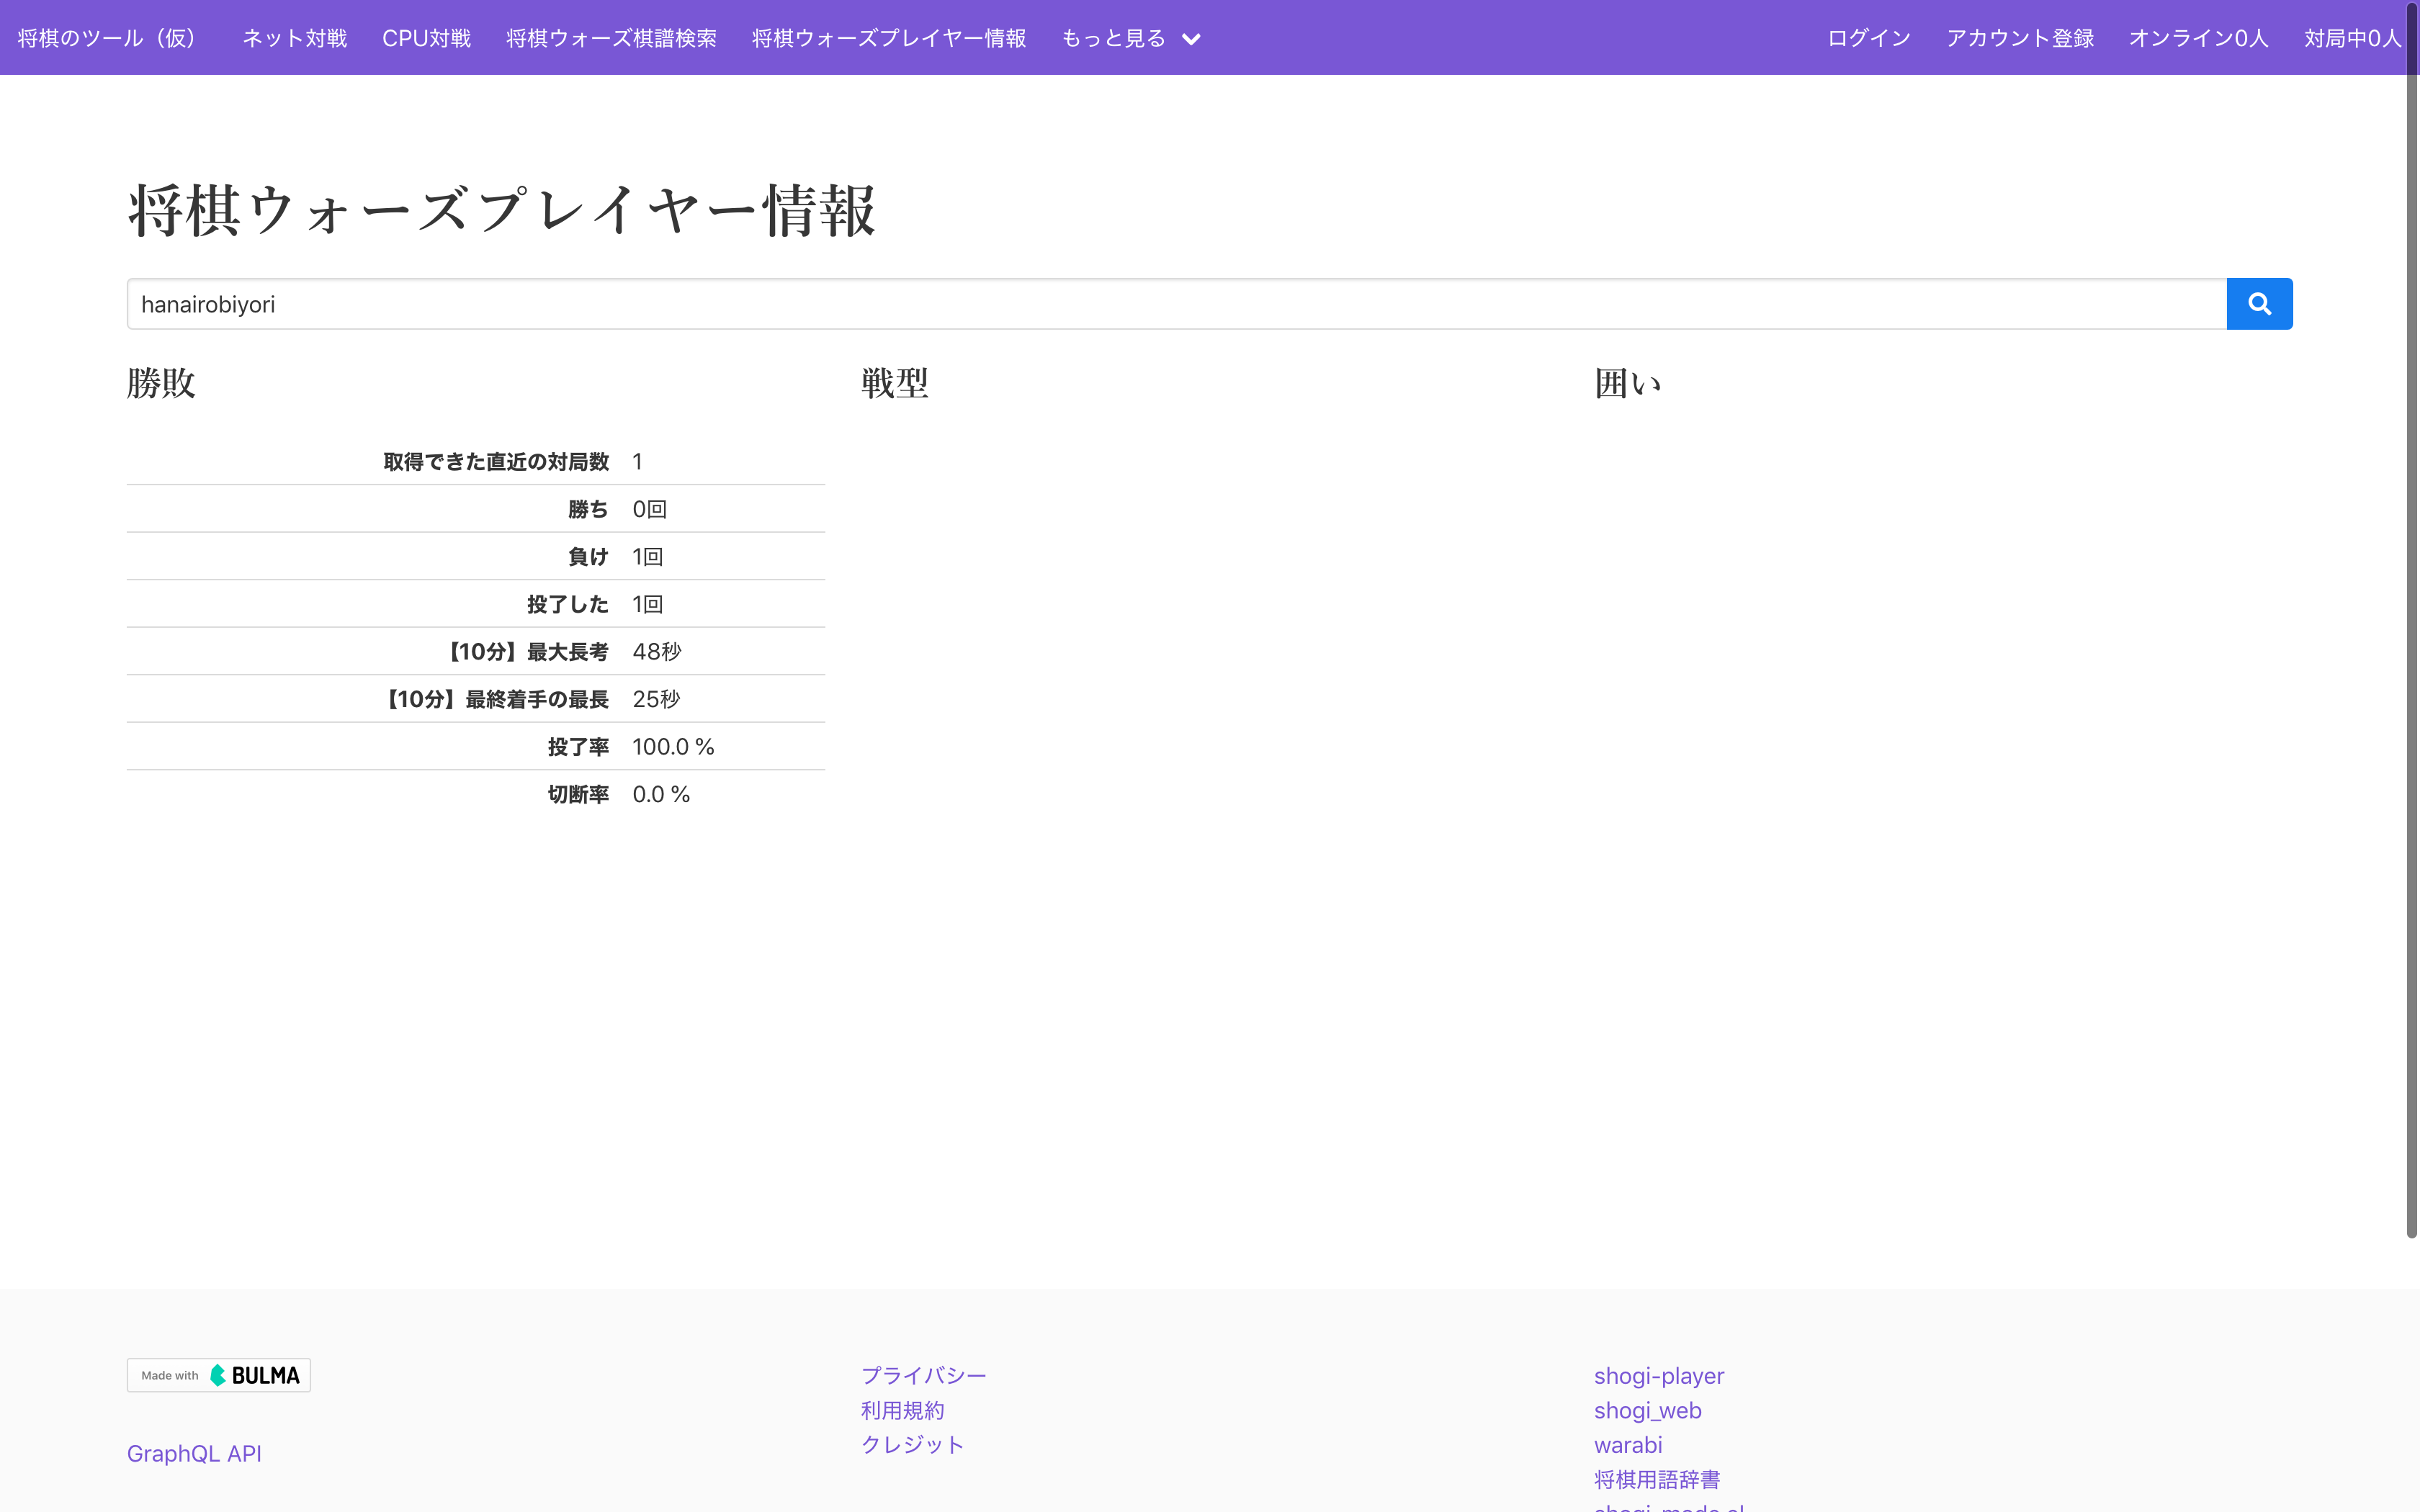 将棋のツール（仮） ネット対戦 CPU対戦 将棋ウォーズ棋譜検索 将棋ウォーズプレイヤー情報 もっと見る ログイン アカウント登録 オンライン0人 対局中0人
将棋ウォーズプレイヤー情報
hanairobiyori
勝敗
取得できた直近の対局数 1
勝ち 0回
負け 1回
投了した 1回
【10分】最大長考 48秒
【10分】最終着手の最長 25秒
投了率 100.0 %
切断率 0.0 %
戦型
囲い
Made with BULMA
GraphQL API
プライバシー
利用規約
クレジット
shogi-player
shogi_web
warabi
将棋用語辞書